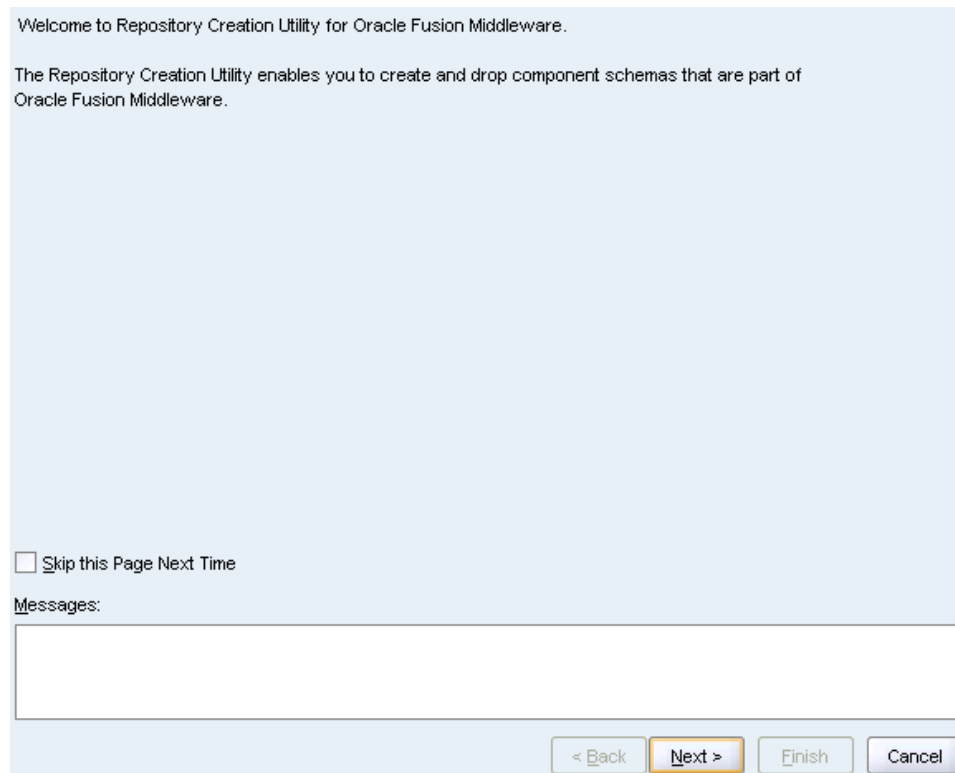 Welcome to Repository Creation Utility for Oracle Fusion Middleware.
The Repository Creation Utility enables you to create and drop component schemas that are part of
Oracle Fusion Middleware.
Skip this Page Next Time
Messages:
< Back Next > Finish Cancel